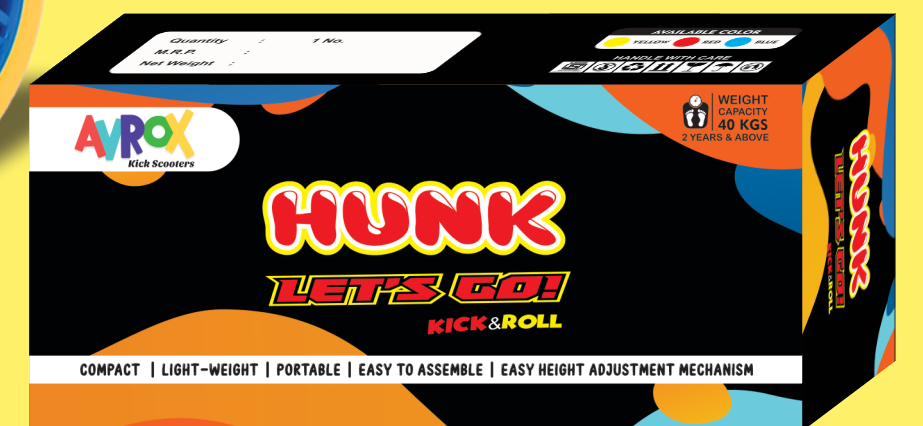 Quantity : 1 No.
M.R.P. :
Net Weight :
AVAILABLE COLOR
YELLOW RED BLUE
HANDLE WITH CARE
AVROX
Kick Scooters
WEIGHT
CAPACITY
40 KGS
2 YEARS & ABOVE
HUNK
LET'S GO!
KICK&ROLL
COMPACT | LIGHT-WEIGHT | PORTABLE | EASY TO ASSEMBLE | EASY HEIGHT ADJUSTMENT MECHANISM
HUNK
LET'S GO!
KICK&ROLL